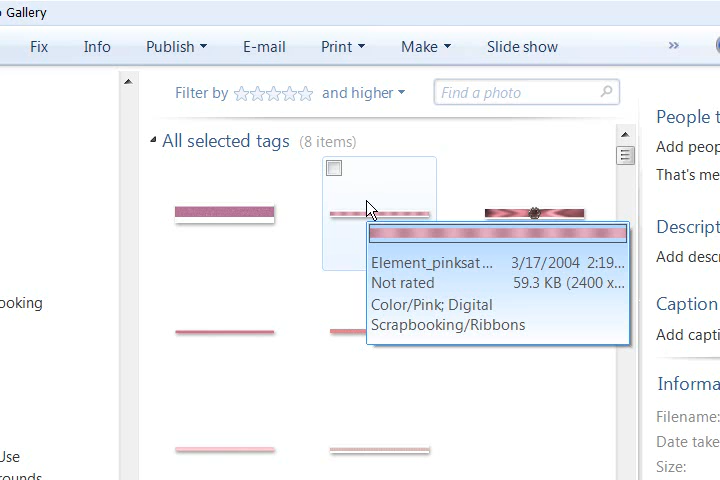 Gallery
Fix Info Publish E-mail Print Make Slide show »
Filter by and higher Find a photo
All selected tags (8 items)
Element_pinksat... 3/17/2004 2:19...
Not rated 59.3 KB (2400 x...
Color/Pink; Digital
Scrapbooking/Ribbons
ooking
Use
rounds
People t
Add peop
That's me
Descript
Add desc
Caption
Add capti
Informa
Filename:
Date take
Size: